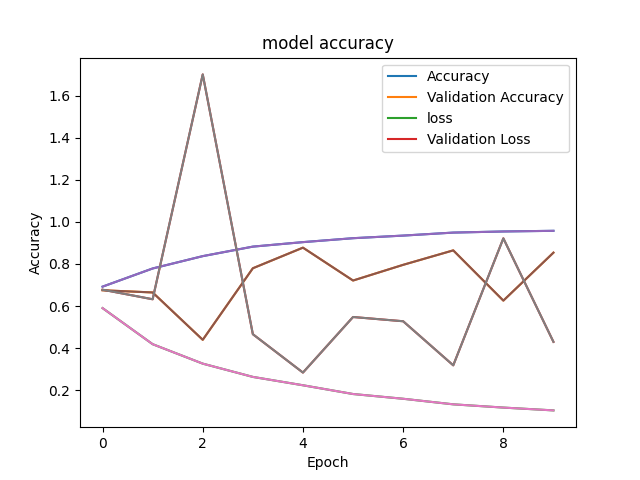 model accuracy
Accuracy
Validation Accuracy
loss
Validation Loss
1.6
1.4
1.2
1.0
0.8
0.6
0.4
0.2
Accuracy
0
2
4
6
8
Epoch